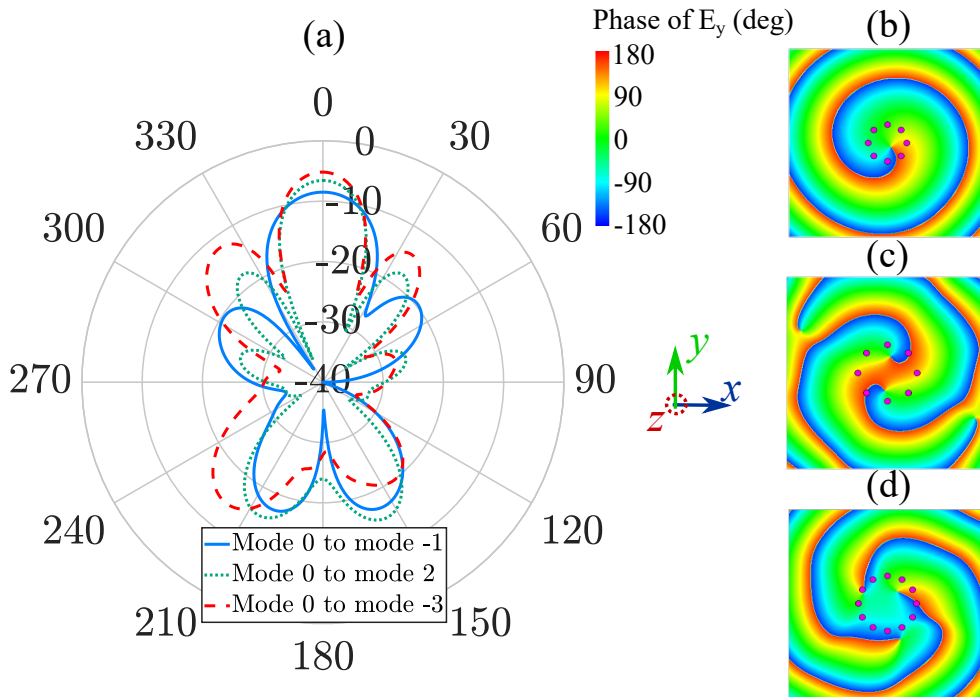 (a)
0
330
30
300
60
270
90
240
120
210
150
180
0
-10
-20
-30
-40
Mode 0 to mode -1
Mode 0 to mode 2
Mode 0 to mode -3
Phase of E_y (deg)
180
90
0
-90
-180
y
x
z
(b)
(c)
(d)